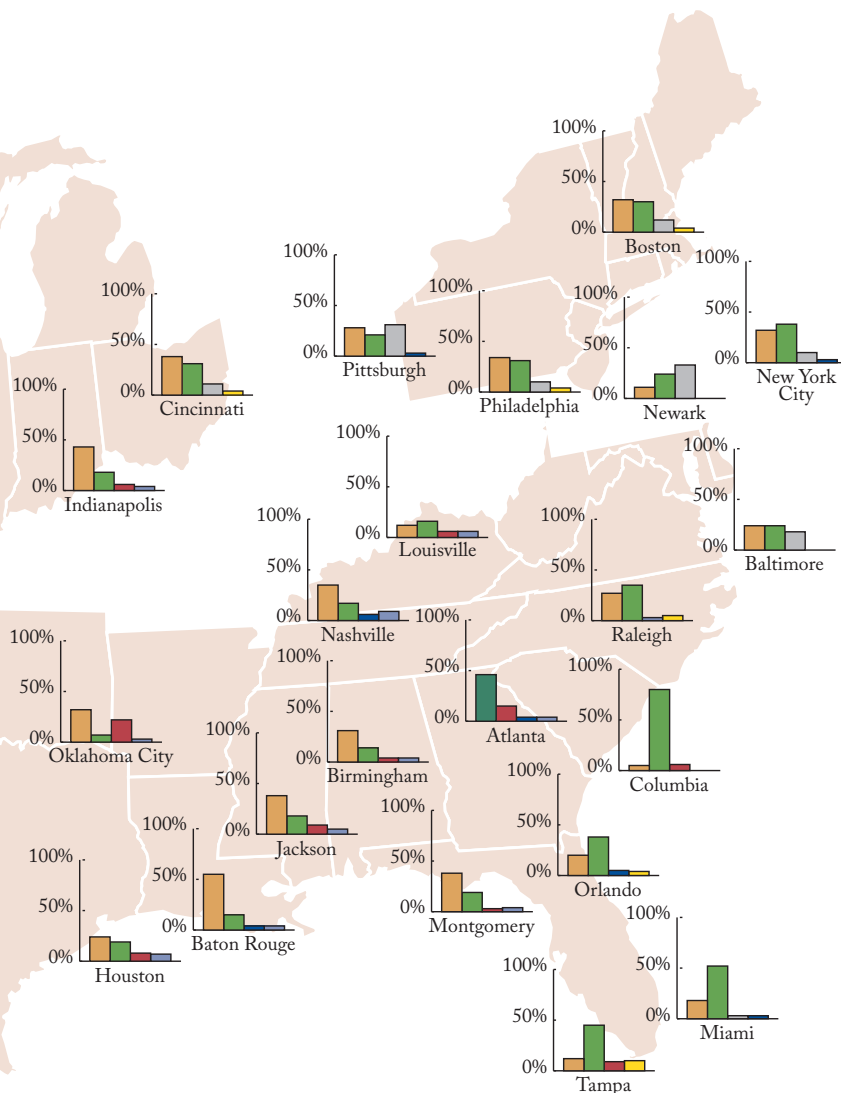 100%
50%
0%
Boston
100%
50%
0%
Pittsburgh
100%
50%
0%
New York
City
100%
50%
0%
Philadelphia
100%
50%
0%
Newark
100%
50%
0%
Cincinnati
100%
50%
0%
Indianapolis
100%
50%
0%
Louisville
100%
50%
0%
Baltimore
100%
50%
0%
Nashville
100%
50%
0%
Raleigh
100%
50%
0%
Atlanta
100%
50%
0%
Oklahoma City
100%
50%
0%
Birmingham
100%
50%
0%
Columbia
100%
50%
0%
Jackson
100%
50%
0%
Orlando
100%
50%
0%
Montgomery
100%
50%
0%
Baton Rouge
100%
50%
0%
Houston
100%
50%
0%
Miami
100%
50%
0%
Tampa